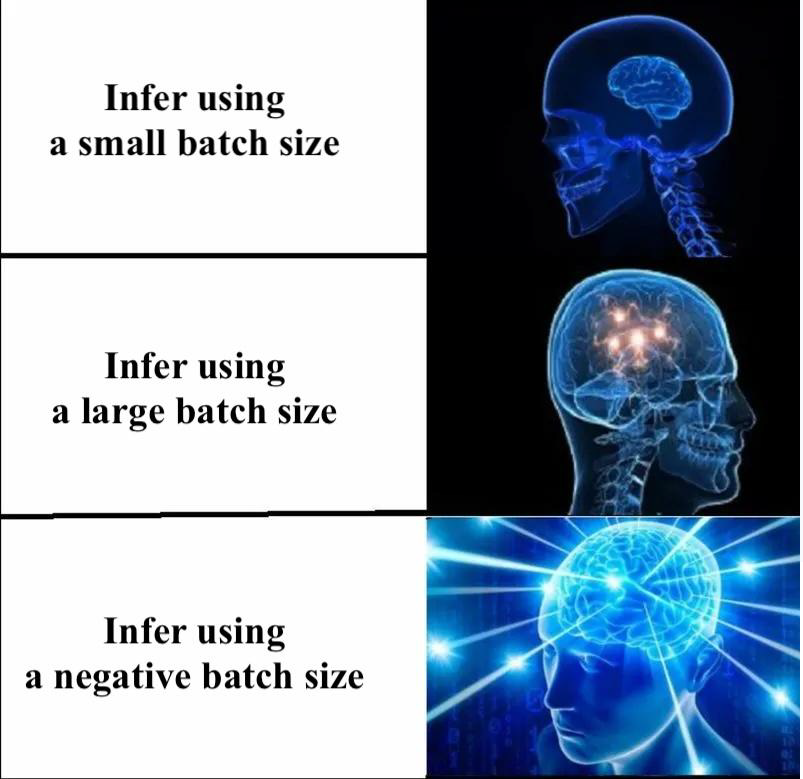 Infer using
a small batch size
Infer using
a large batch size
Infer using
a negative batch size